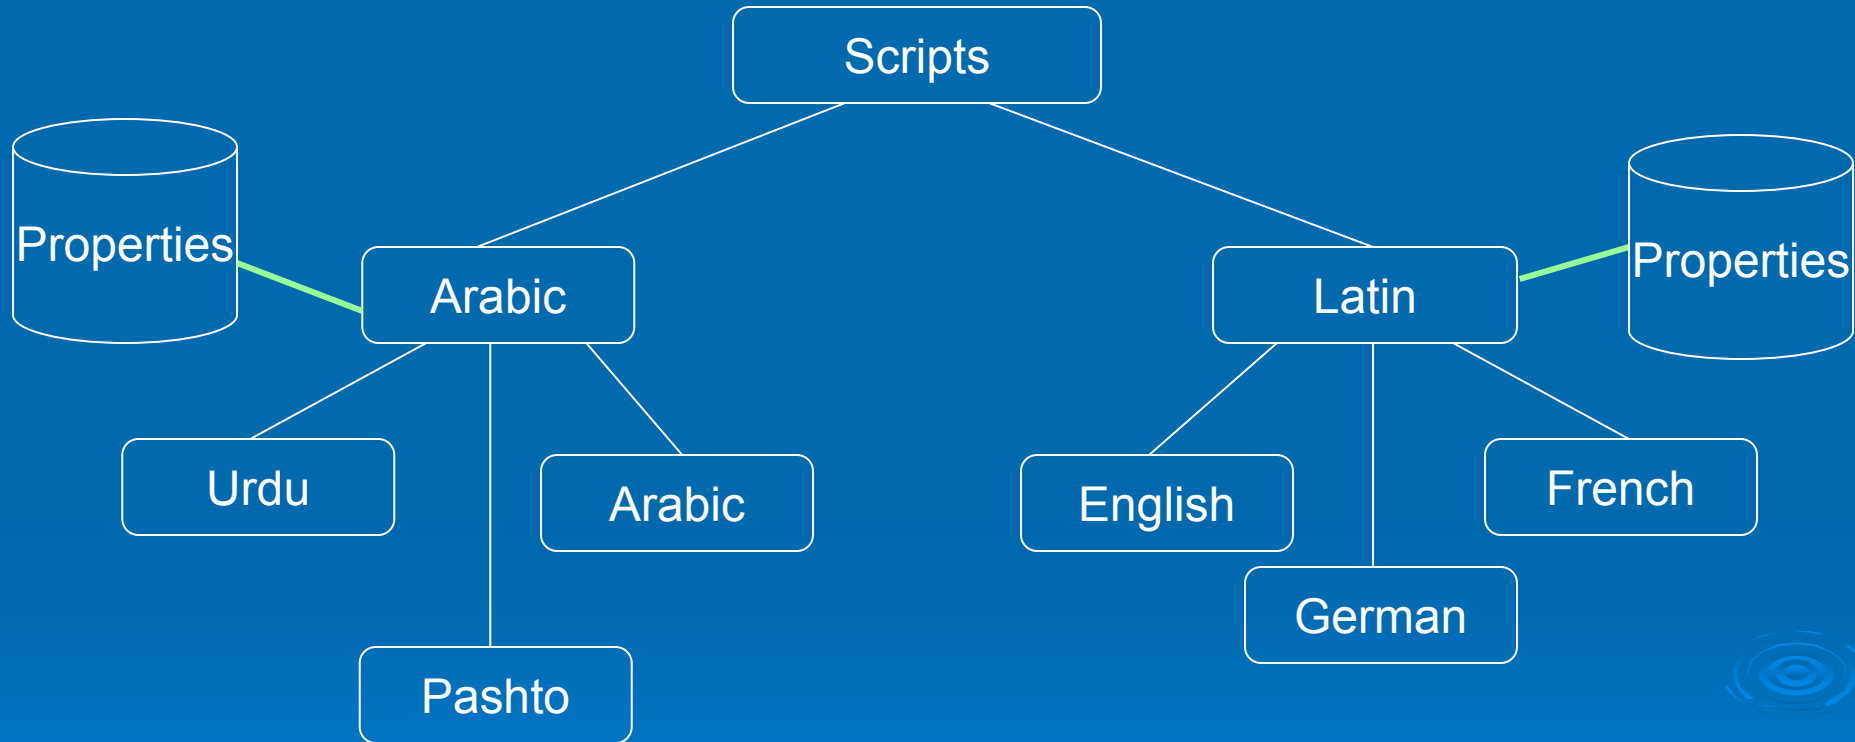 Scripts
Properties
Properties
Arabic
Latin
Urdu
Arabic
English
French
German
Pashto